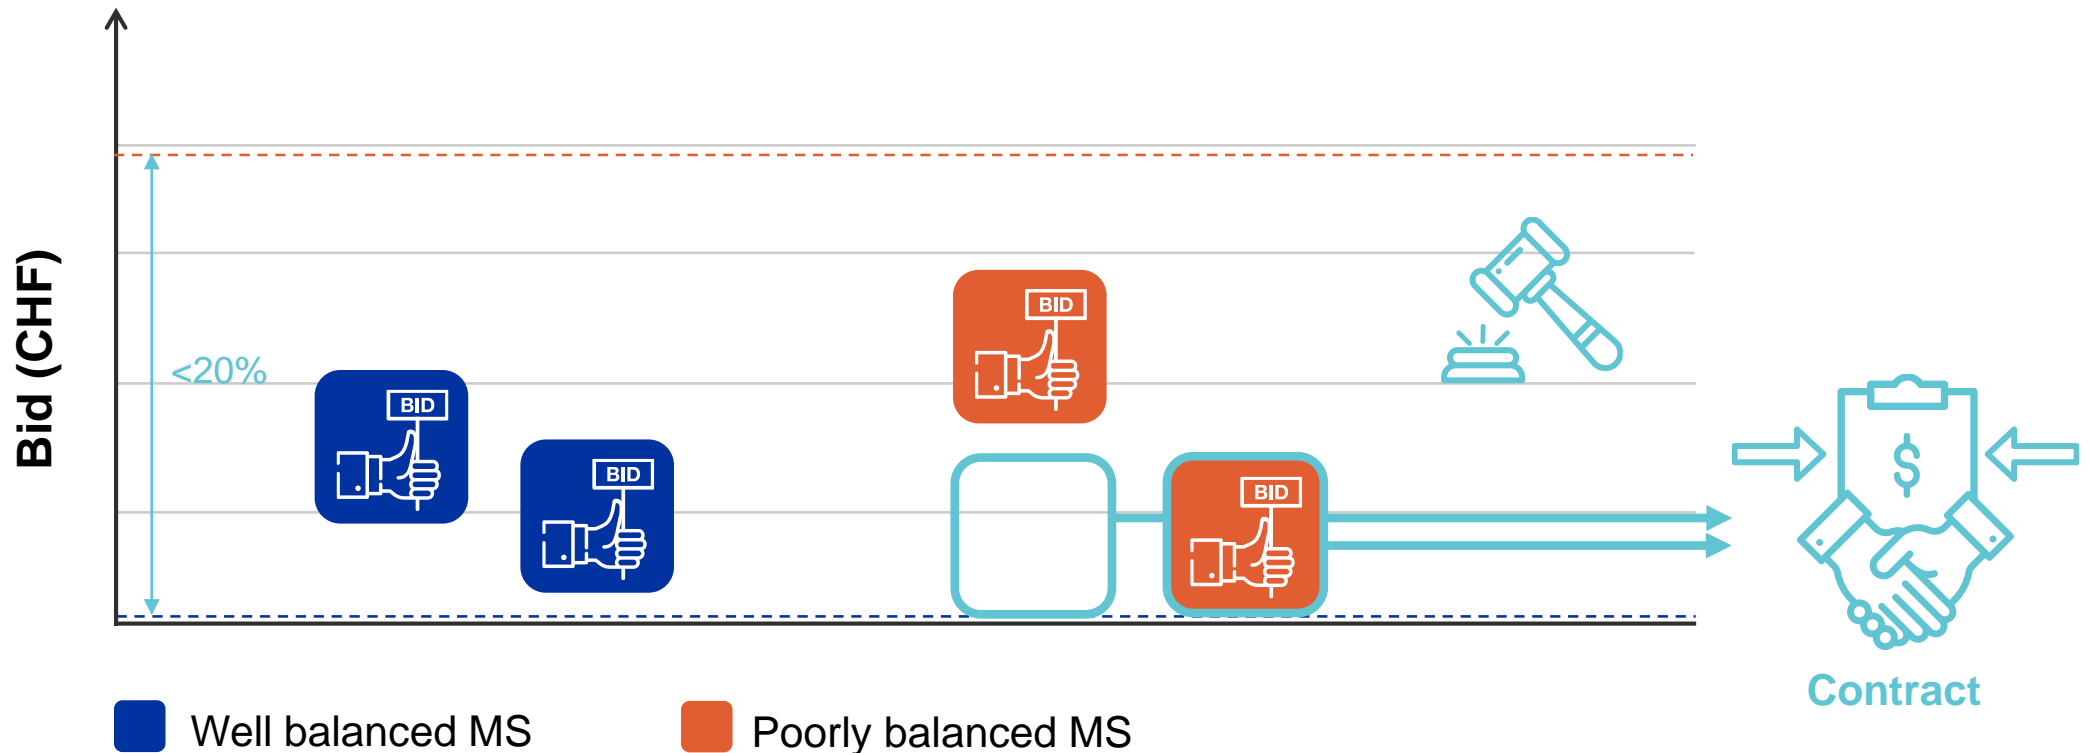 Bid (CHF)
<20%
BID
BID
BID
BID
$
Contract
Well balanced MS
Poorly balanced MS